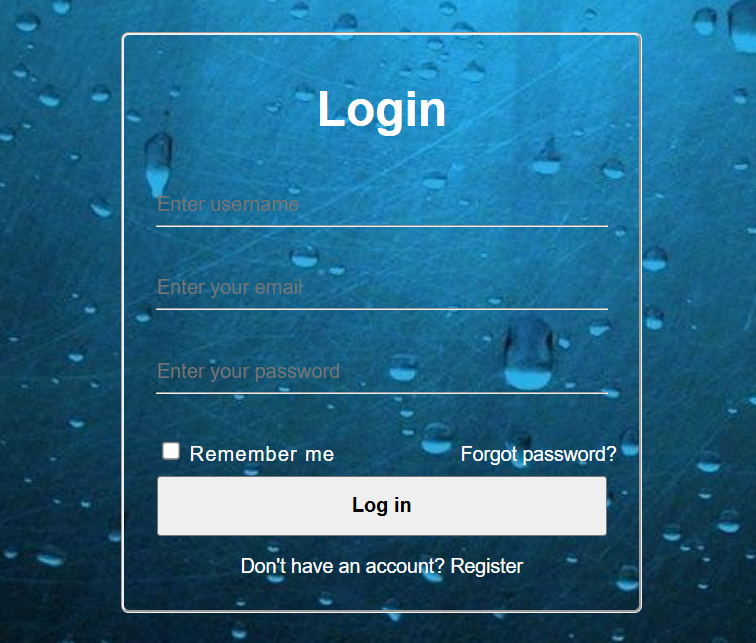 Login
Enter username
Enter your email
Enter your password
Remember me Forgot password?
Log in
Don't have an account? Register